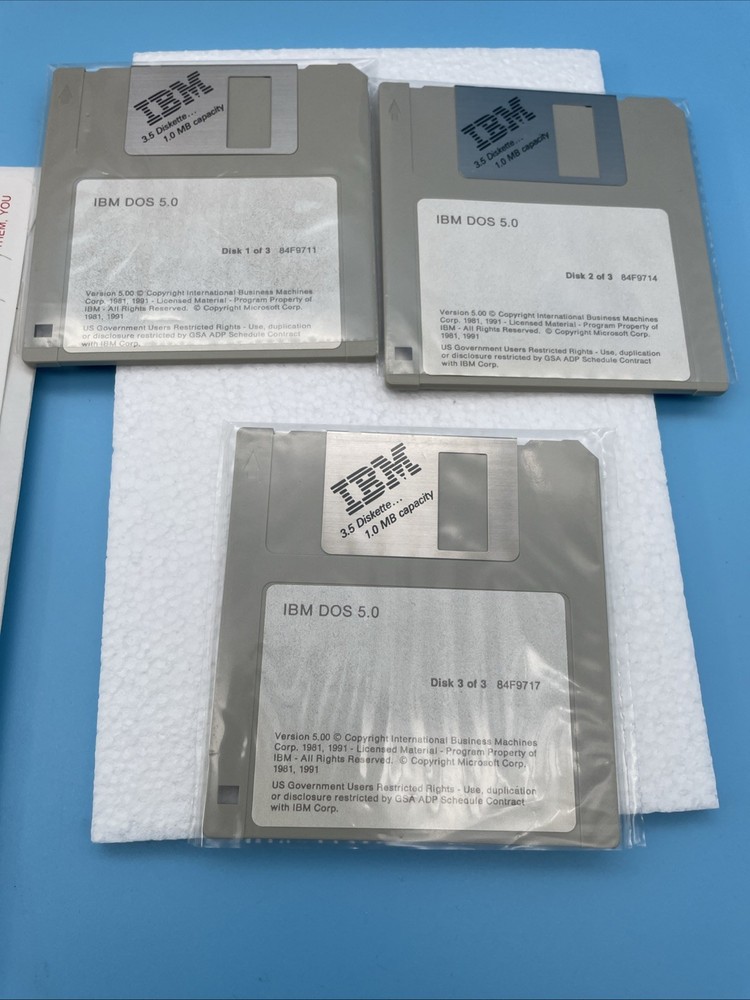 THEM, YOU
IBM
3.5 Diskette...
1.0 MB capacity
IBM DOS 5.0
Disk 1 of 3 84F9711
Version 5.00 © Copyright International Business Machines
Corp. 1981, 1991 - Licensed Material - Program Property of
IBM - All Rights Reserved. © Copyright Microsoft Corp.
1981, 1991
US Government Users Restricted Rights - Use, duplication
or disclosure restricted by GSA ADP Schedule Contract
with IBM Corp.
IBM
3.5 Diskette...
1.0 MB capacity
IBM DOS 5.0
Disk 2 of 3 84F9714
Version 5.00 © Copyright International Business Machines
Corp. 1981, 1991 - Licensed Material - Program Property of
IBM - All Rights Reserved. © Copyright Microsoft Corp.
1981, 1991
US Government Users Restricted Rights - Use, duplication
or disclosure restricted by GSA ADP Schedule Contract
with IBM Corp.
IBM
3.5 Diskette...
1.0 MB capacity
IBM DOS 5.0
Disk 3 of 3 84F9717
Version 5.00 © Copyright International Business Machines
Corp. 1981, 1991 - Licensed Material - Program Property of
IBM - All Rights Reserved. © Copyright Microsoft Corp.
1981, 1991
US Government Users Restricted Rights - Use, duplication
or disclosure restricted by GSA ADP Schedule Contract
with IBM Corp.